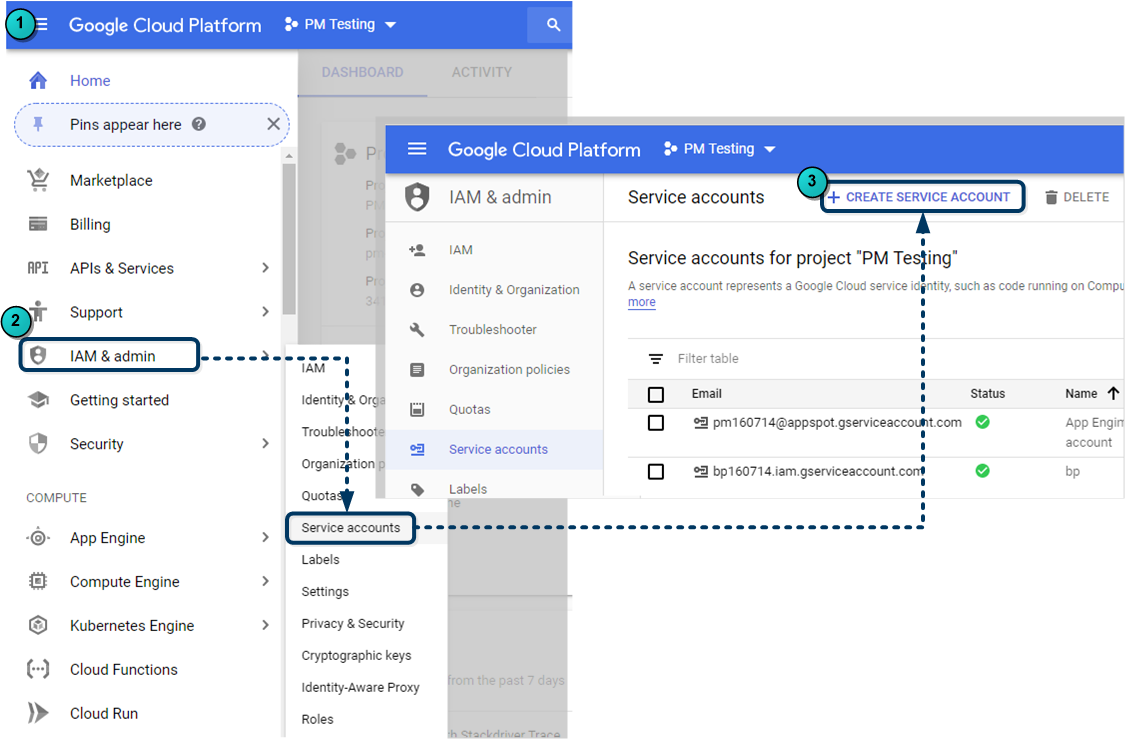 1
Google Cloud Platform
PM Testing
Home
DASHBOARD
ACTIVITY
Pins appear here
Marketplace
Billing
API
APIs & Services
Support
2
IAM & admin
Getting started
Security
COMPUTE
App Engine
Compute Engine
Kubernetes Engine
Cloud Functions
Cloud Run
IAM
Identity & Orga
Troubleshoote
Organization p
Quotas
Service accounts
Labels
Settings
Privacy & Security
Cryptographic keys
Identity-Aware Proxy
Roles
from the past 7 days
Stackdriver Trace
Google Cloud Platform
PM Testing
IAM & admin
IAM
Identity & Organization
Troubleshooter
Organization policies
Quotas
Service accounts
Labels
Service accounts
3
+ CREATE SERVICE ACCOUNT
DELETE
Service accounts for project "PM Testing"
A service account represents a Google Cloud service identity, such as code running on Compu
more
Filter table
Email
Status
Name
pm160714@appspot.gserviceaccount.com
App Engin
account
bp160714.iam.gserviceaccount.com
bp